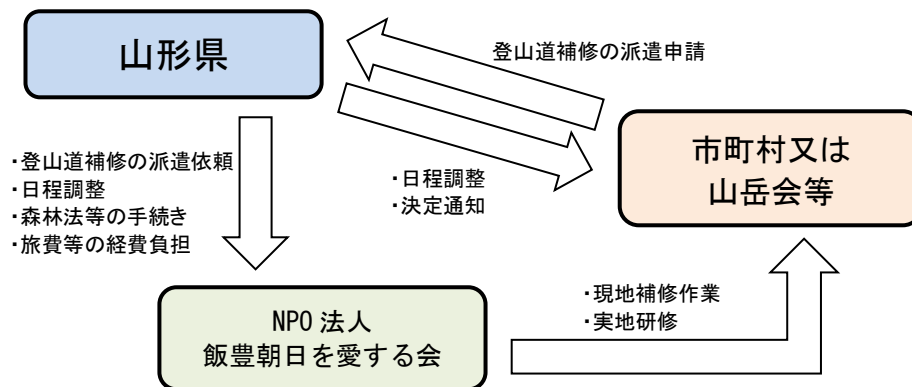 山形県
登山道補修の派遣申請
・登山道補修の派遣依頼
・日程調整
・森林法等の手続き
・旅費等の経費負担
・日程調整
・決定通知
市町村又は
山岳会等
NPO 法人
飯豊朝日を愛する会
・現地補修作業
・実地研修